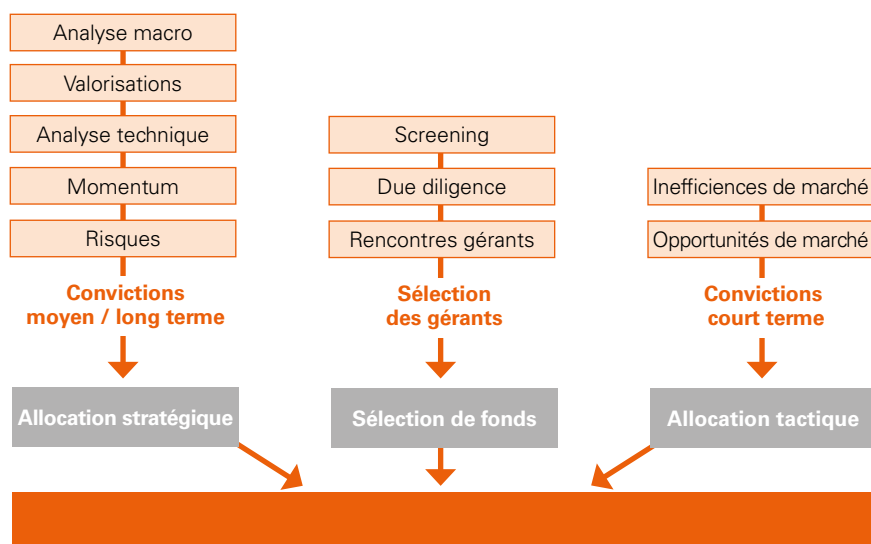 Analyse macro
Valorisations
Analyse technique
Momentum
Risques
Convictions
moyen / long terme
Allocation stratégique
Screening
Due diligence
Rencontres gérants
Sélection
des gérants
Sélection de fonds
Inefficiences de marché
Opportunités de marché
Convictions
court terme
Allocation tactique